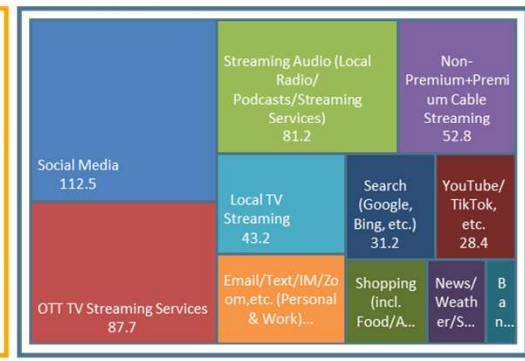 Social Media
112.5
OTT TV Streaming Services
87.7
Streaming Audio (Local
Radio/
Podcasts/Streaming
Services)
81.2
Non-
Premium+Premi
um Cable
Streaming
52.8
Local TV
Streaming
43.2
Search
(Google,
Bing, etc.)
31.2
YouTube/
TikTok,
etc.
28.4
Email/Text/IM/Zo
om,etc. (Personal
& Work)...
Shopping
(incl.
Food/A...
News/
Weath
er/S...
B
a
n...